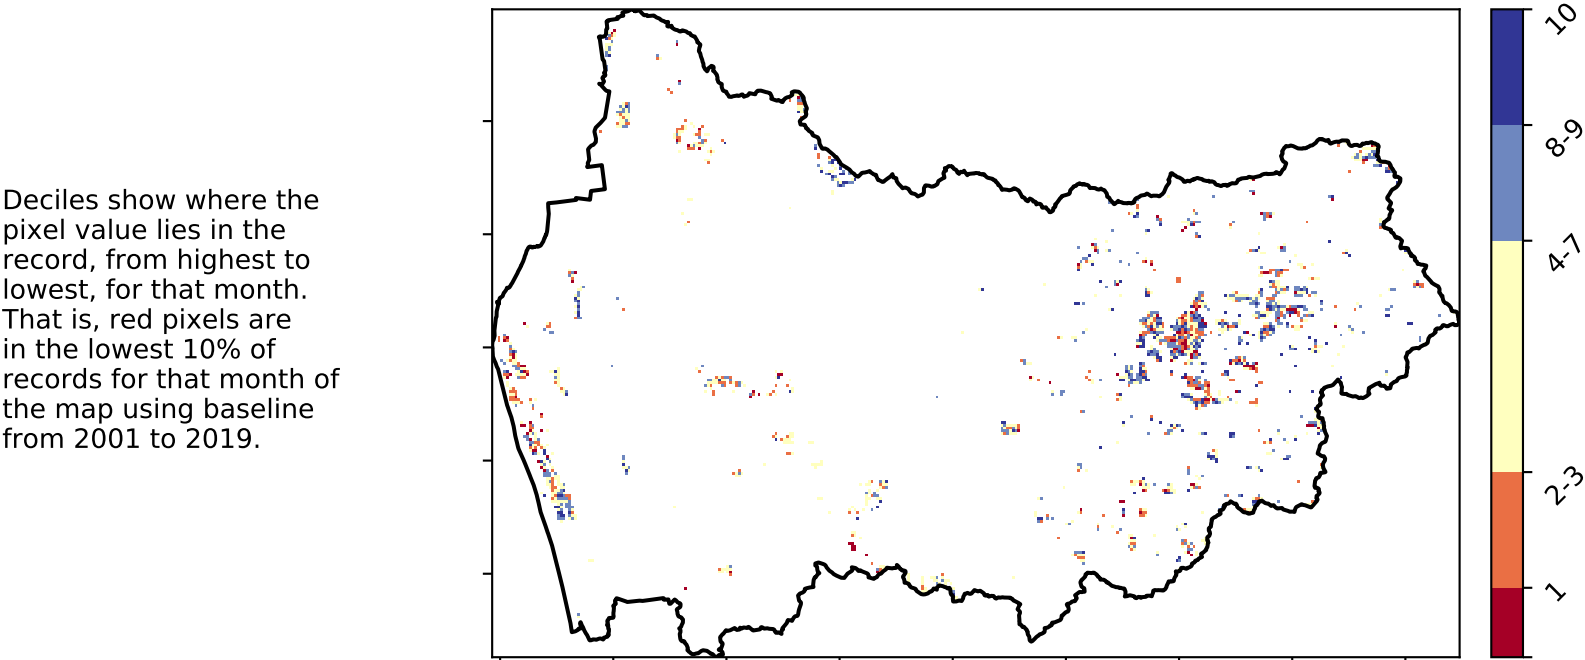 Deciles show where the
pixel value lies in the
record, from highest to
lowest, for that month.
That is, red pixels are
in the lowest 10% of
records for that month of
the map using baseline
from 2001 to 2019.
10
8-9
4-7
2-3
1